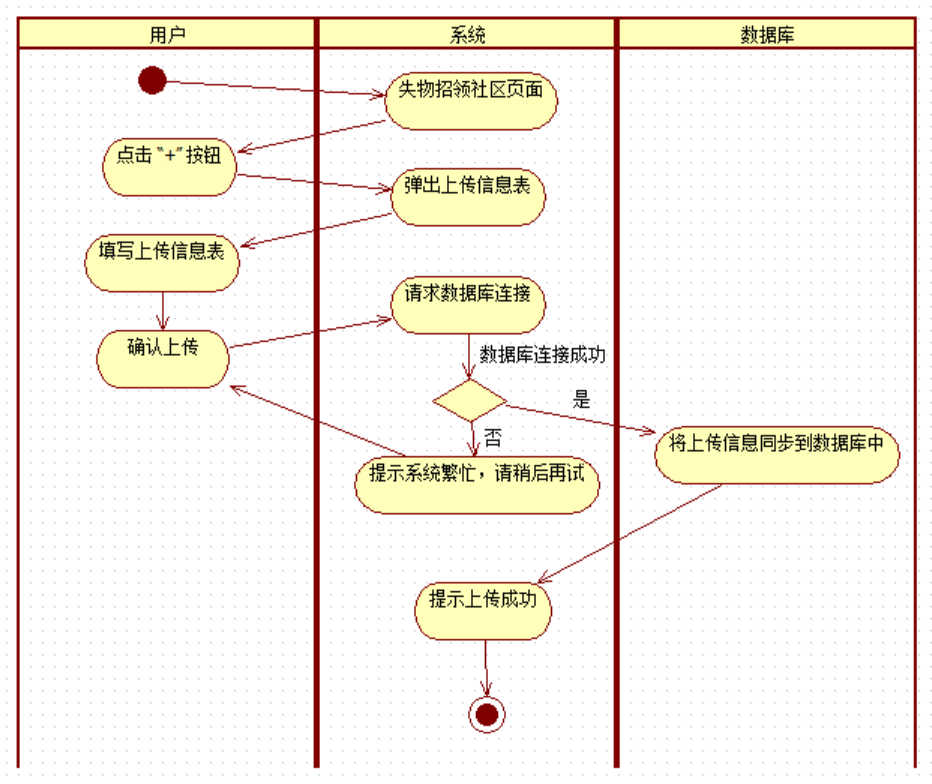 用户
系统
数据库
失物招领社区页面
点击 "+" 按钮
弹出上传信息表
填写上传信息表
请求数据库连接
确认上传
数据库连接成功
是
否
将上传信息同步到数据库中
提示系统繁忙，请稍后再试
提示上传成功